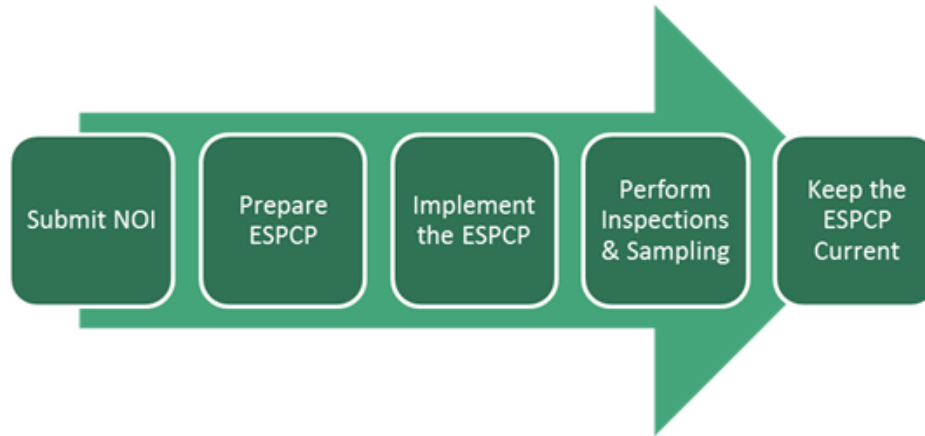 Submit NOI
Prepare
ESPCP
Implement
the ESPCP
Perform
Inspections
& Sampling
Keep the
ESPCP
Current